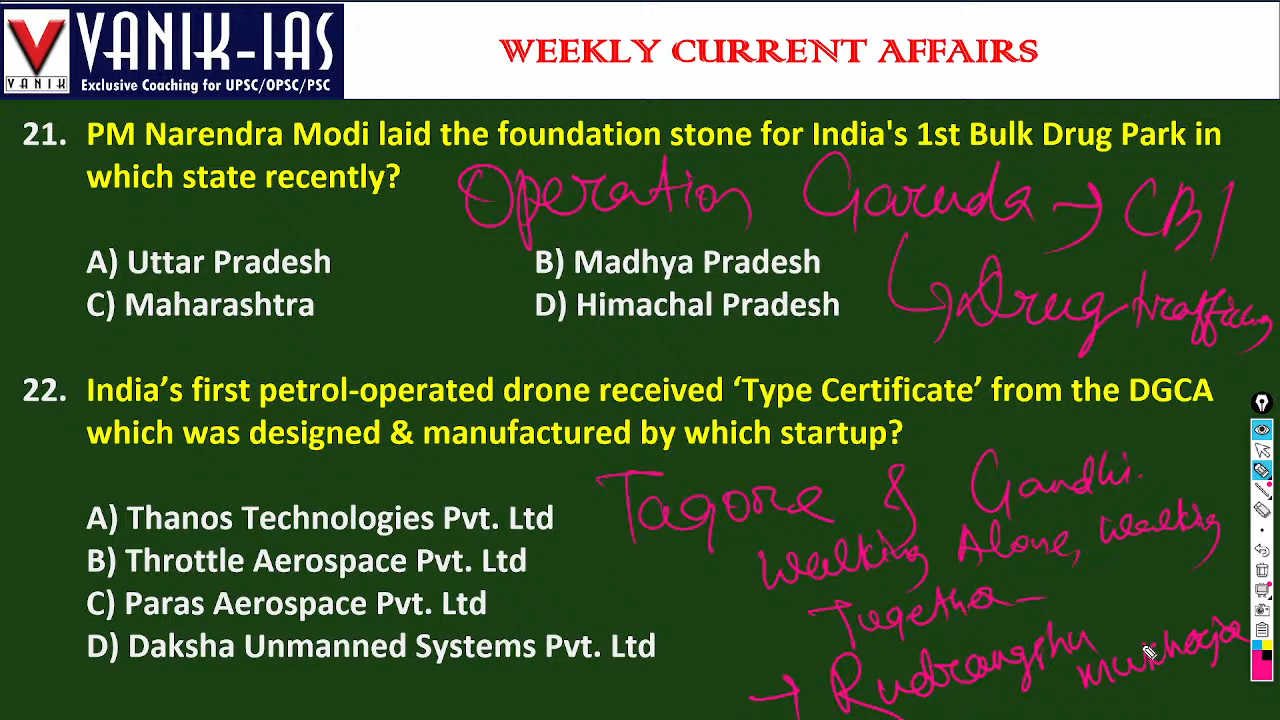 VANIK-IAS
VANIK
Exclusive Coaching for UPSC/OPSC/PSC
WEEKLY CURRENT AFFAIRS
21. PM Narendra Modi laid the foundation stone for India's 1st Bulk Drug Park in
which state recently?
Operation Garuda → CBI
A) Uttar Pradesh B) Madhya Pradesh
C) Maharashtra D) Himachal Pradesh
Drug
22. India’s first petrol-operated drone received ‘Type Certificate’ from the DGCA
which was designed & manufactured by which startup?
Tagore & Gandhi.
A) Thanos Technologies Pvt. Ltd
Walking Alone, Walking
B) Throttle Aerospace Pvt. Ltd
C) Paras Aerospace Pvt. Ltd
D) Daksha Unmanned Systems Pvt. Ltd
→ Rudrangshu